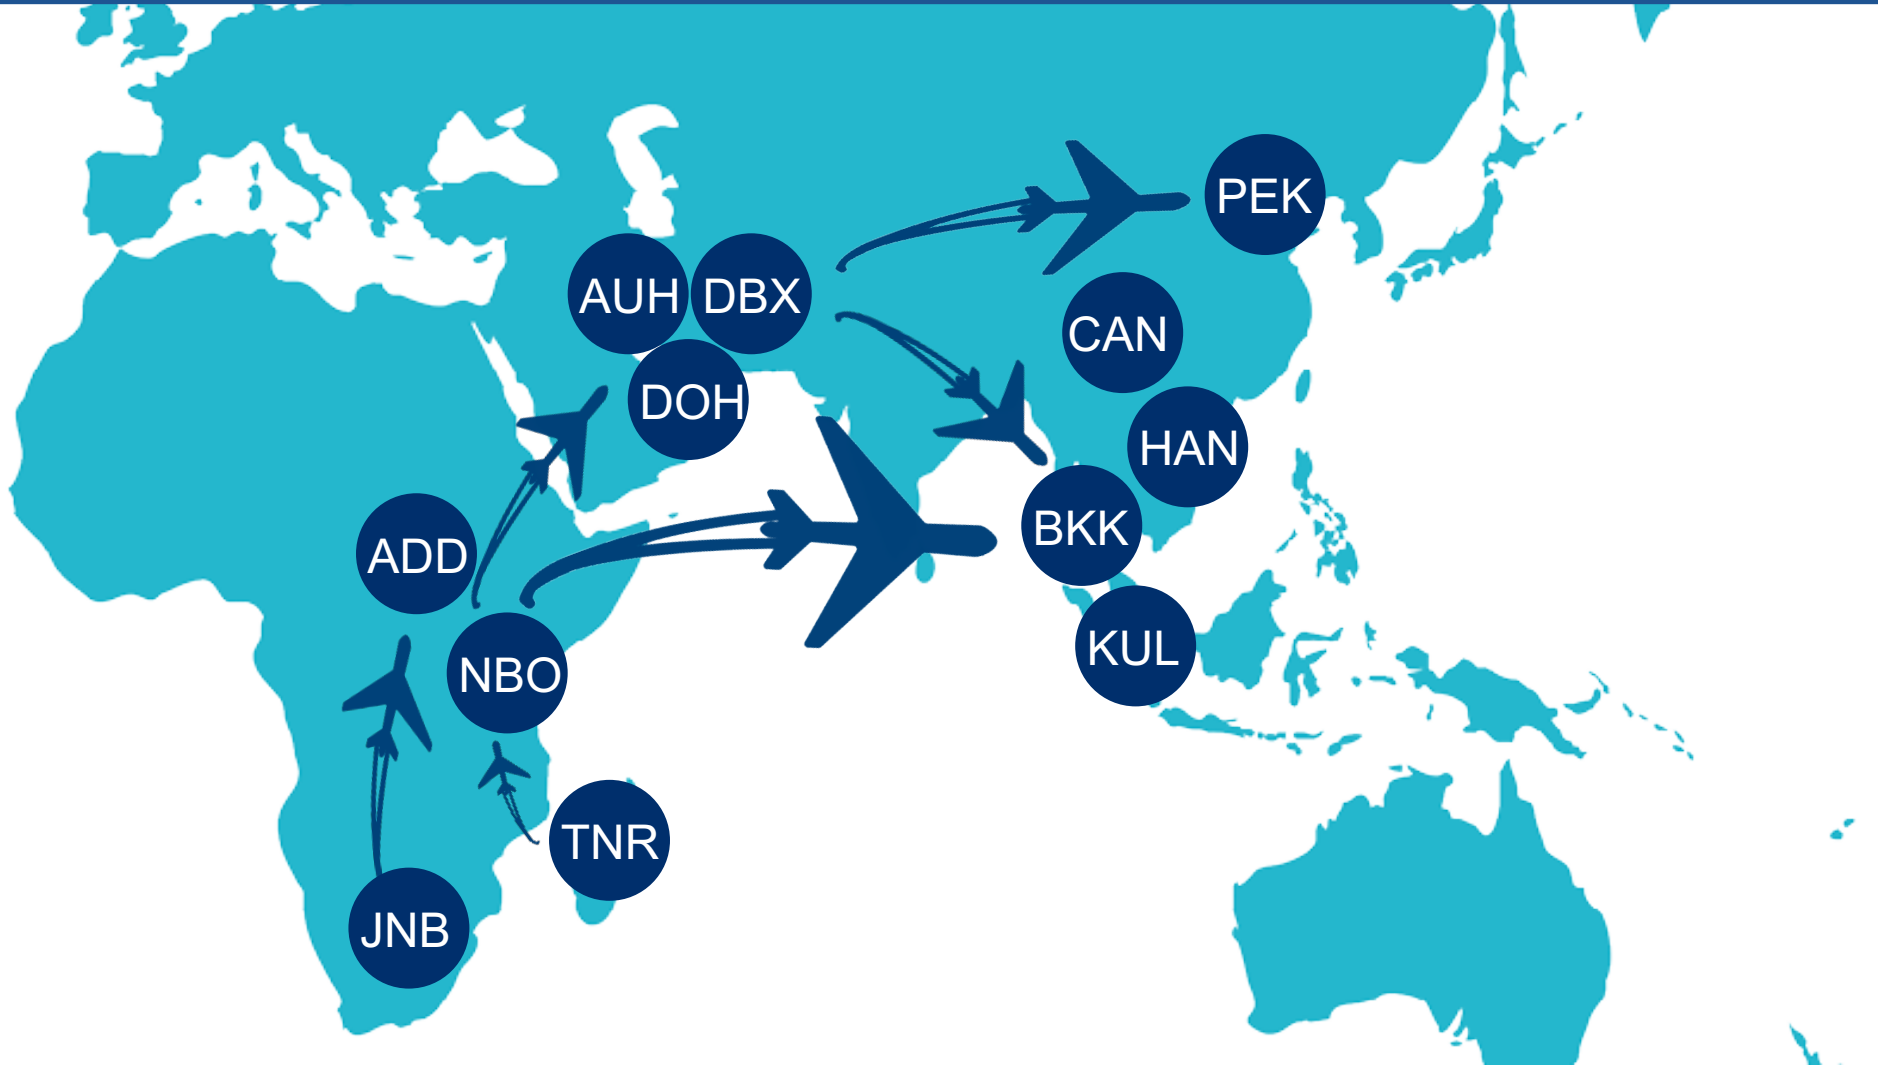 PEK
AUH
DBX
CAN
DOH
HAN
BKK
ADD
KUL
NBO
TNR
JNB